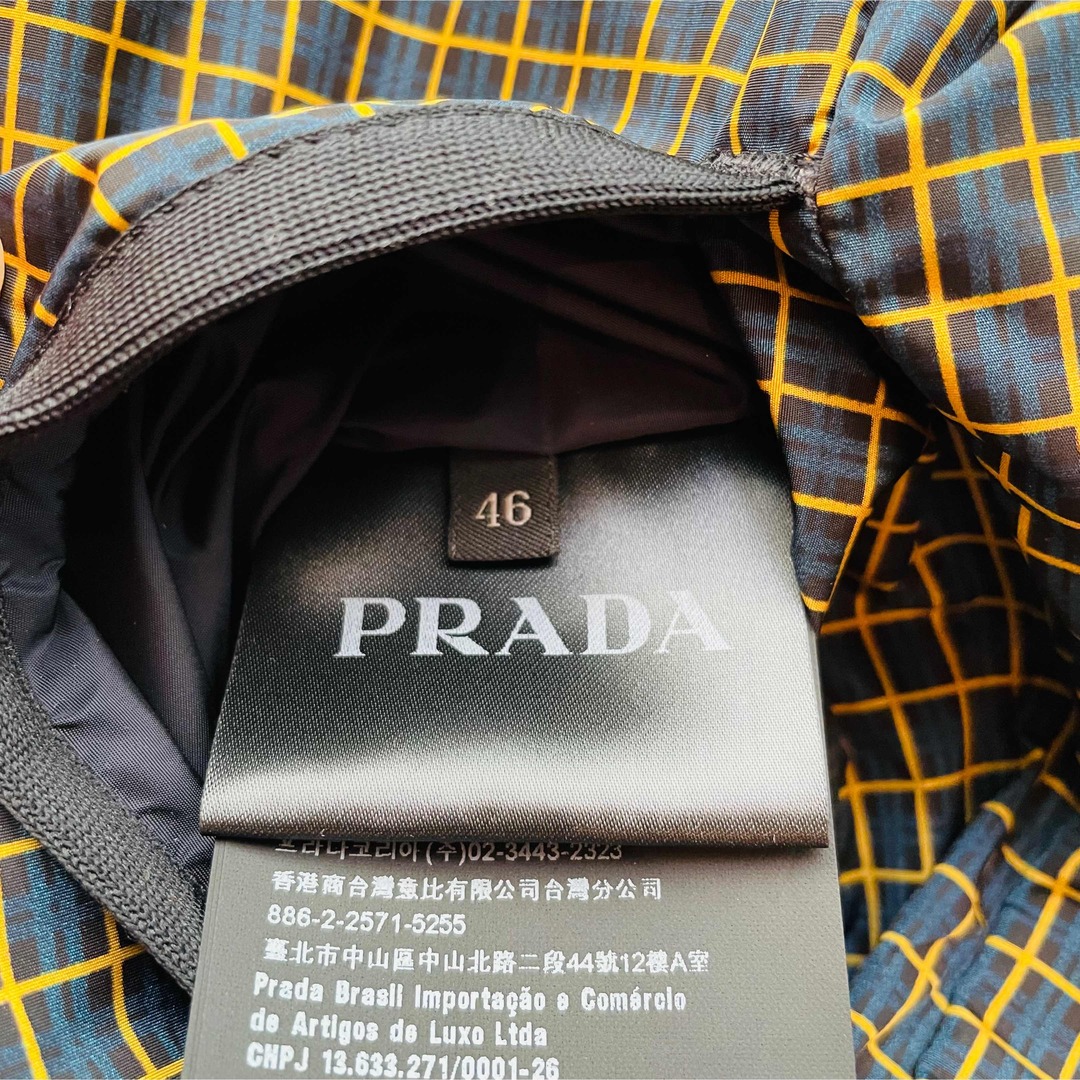 46
PRADA
프라다코리아(주)02-3443-2323
香港商台灣意比有限公司台灣分公司
886-2-2571-5255
臺北市中山區中山北路二段44號12樓A室
Prada Brasil Importação e Comércio
de Artigos de Luxo Ltda
CNPJ 13.633.271/0001-26